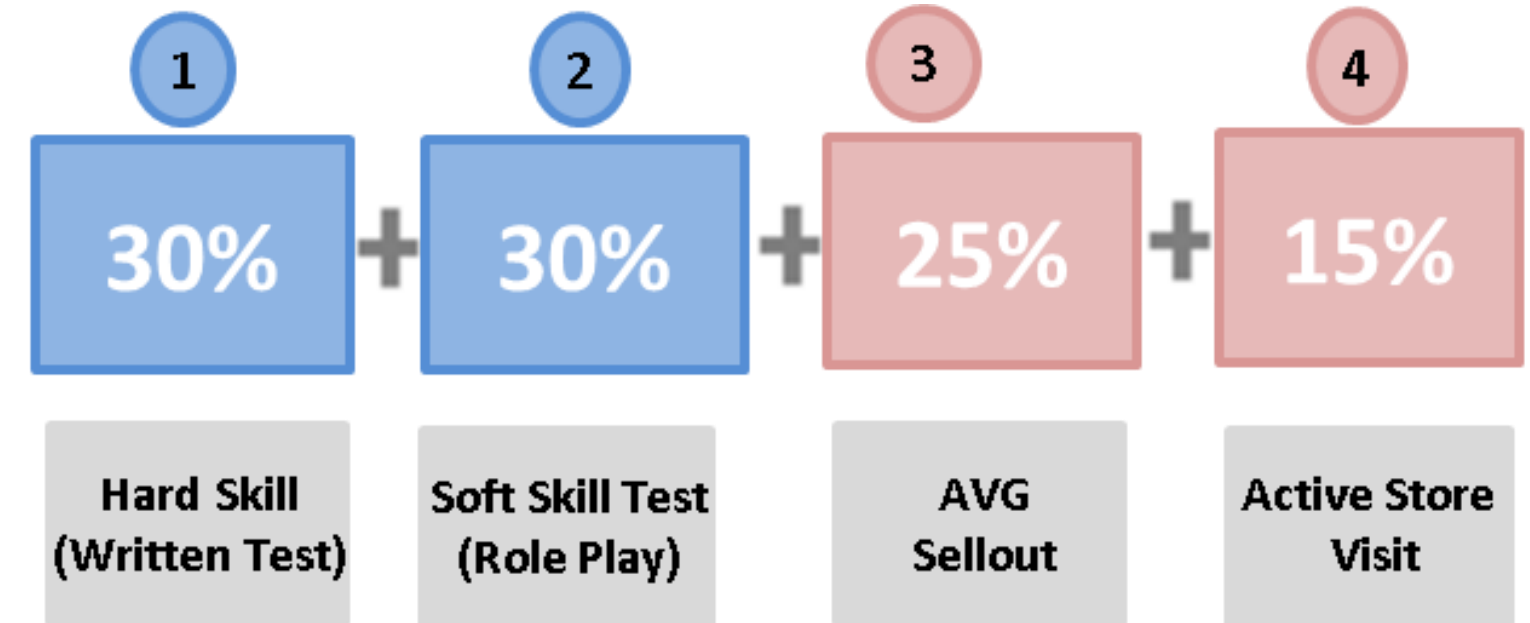 1
2
3
4
30%
+
30%
+
25%
+
15%
Hard Skill
(Written Test)
Soft Skill Test
(Role Play)
AVG
Sellout
Active Store
Visit